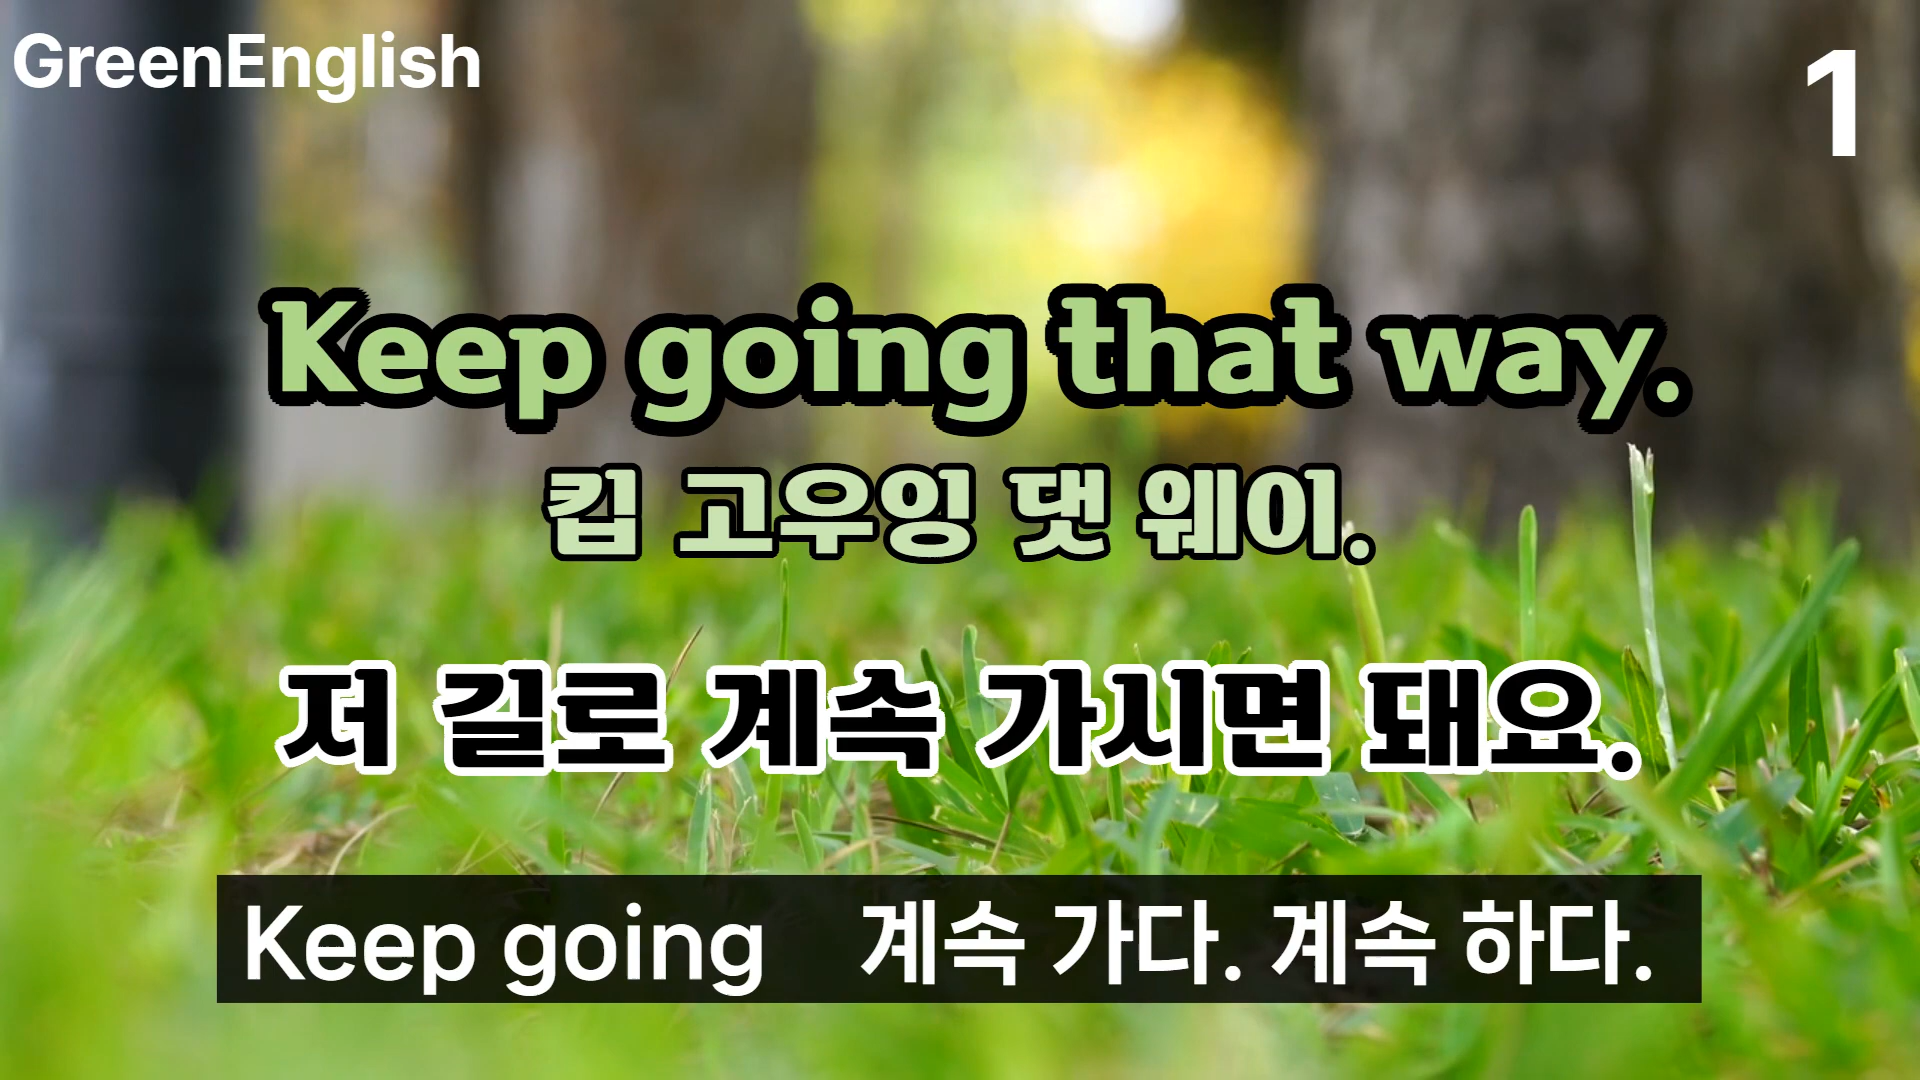 GreenEnglish
1
Keep going that way.
킵 고우잉 댓 웨이.
저 길로 계속 가시면 돼요.
Keep going 계속 가다. 계속 하다.